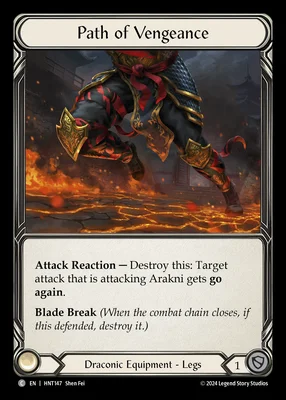 Path of Vengeance
Attack Reaction — Destroy this: Target
attack that is attacking Arakni gets go
again.
Blade Break (When the combat chain closes, if
this defended, destroy it.)
Draconic Equipment - Legs
1
C EN | HNT147 Shen Fei
© 2024 Legend Story Studios